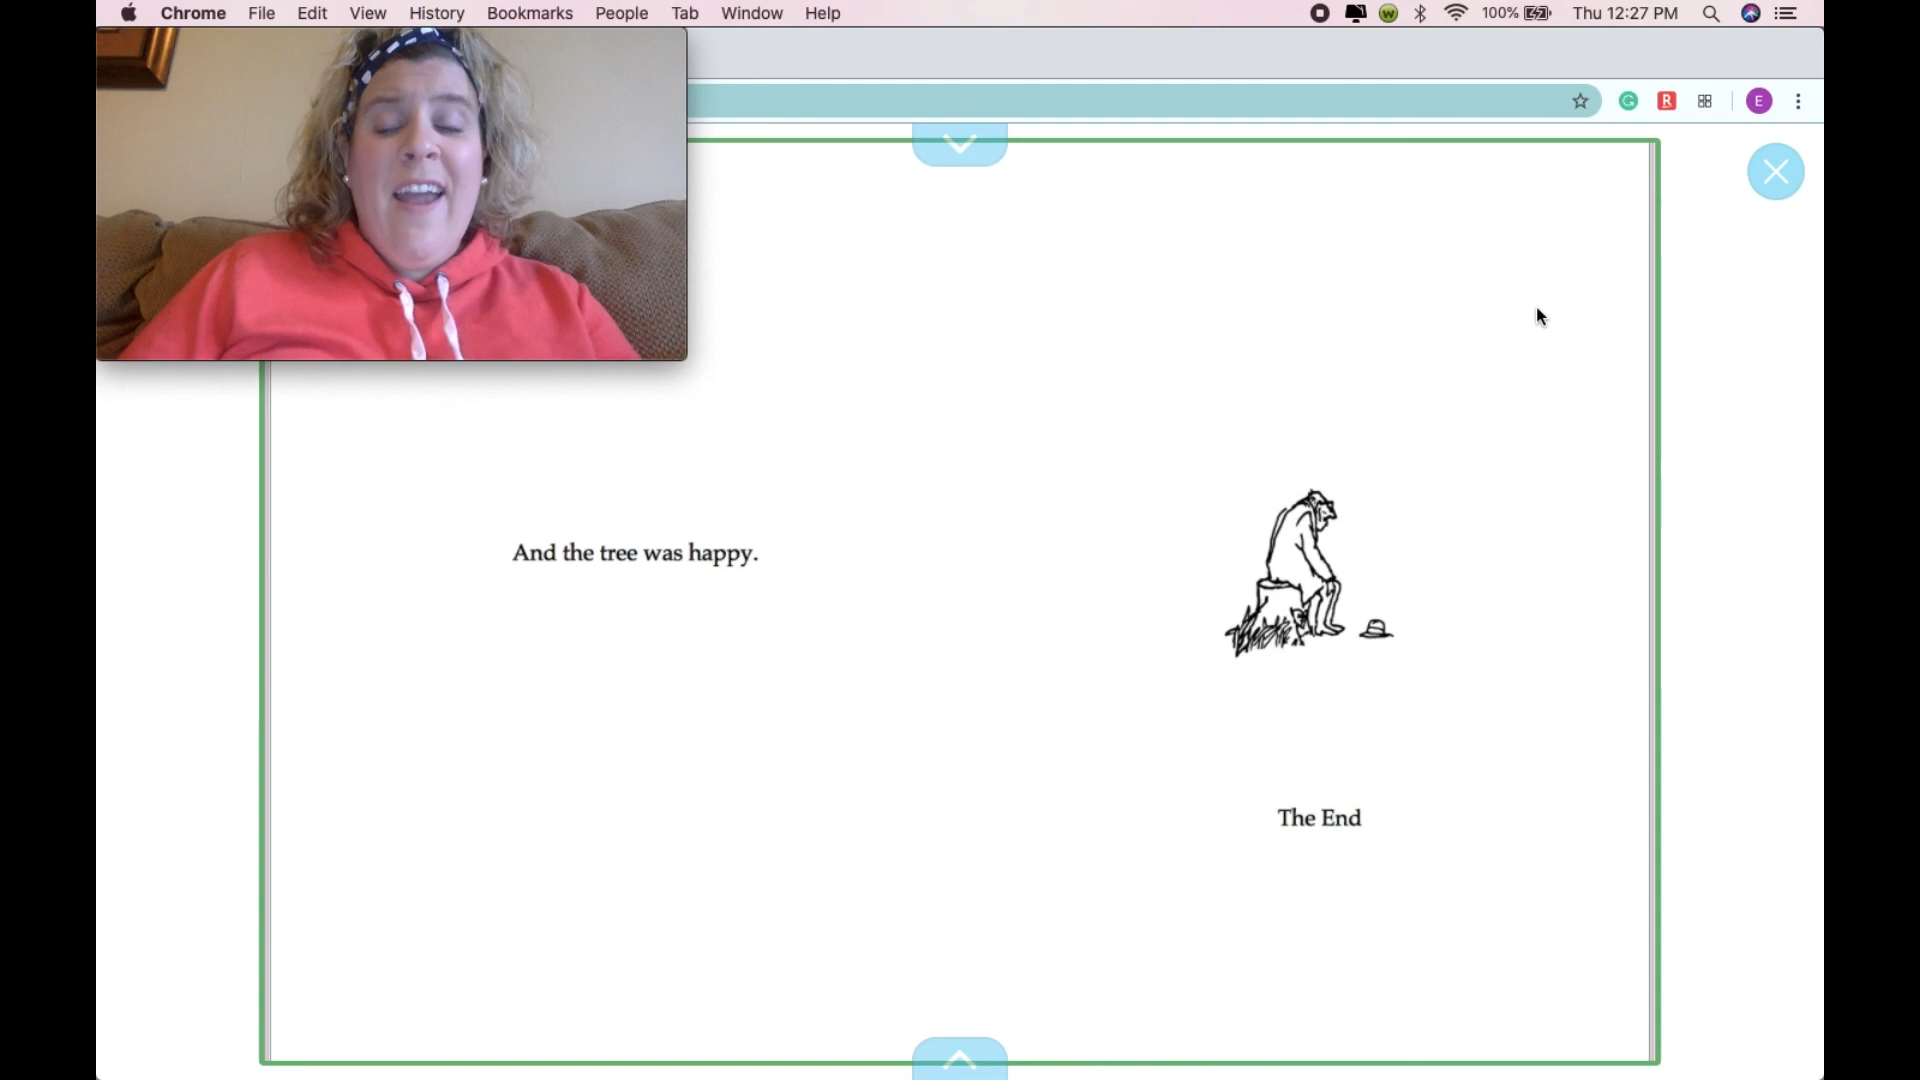 Chrome File Edit View History Bookmarks People Tab Window Help W 100% Thu 12:27 PM
G R E
And the tree was happy.
The End